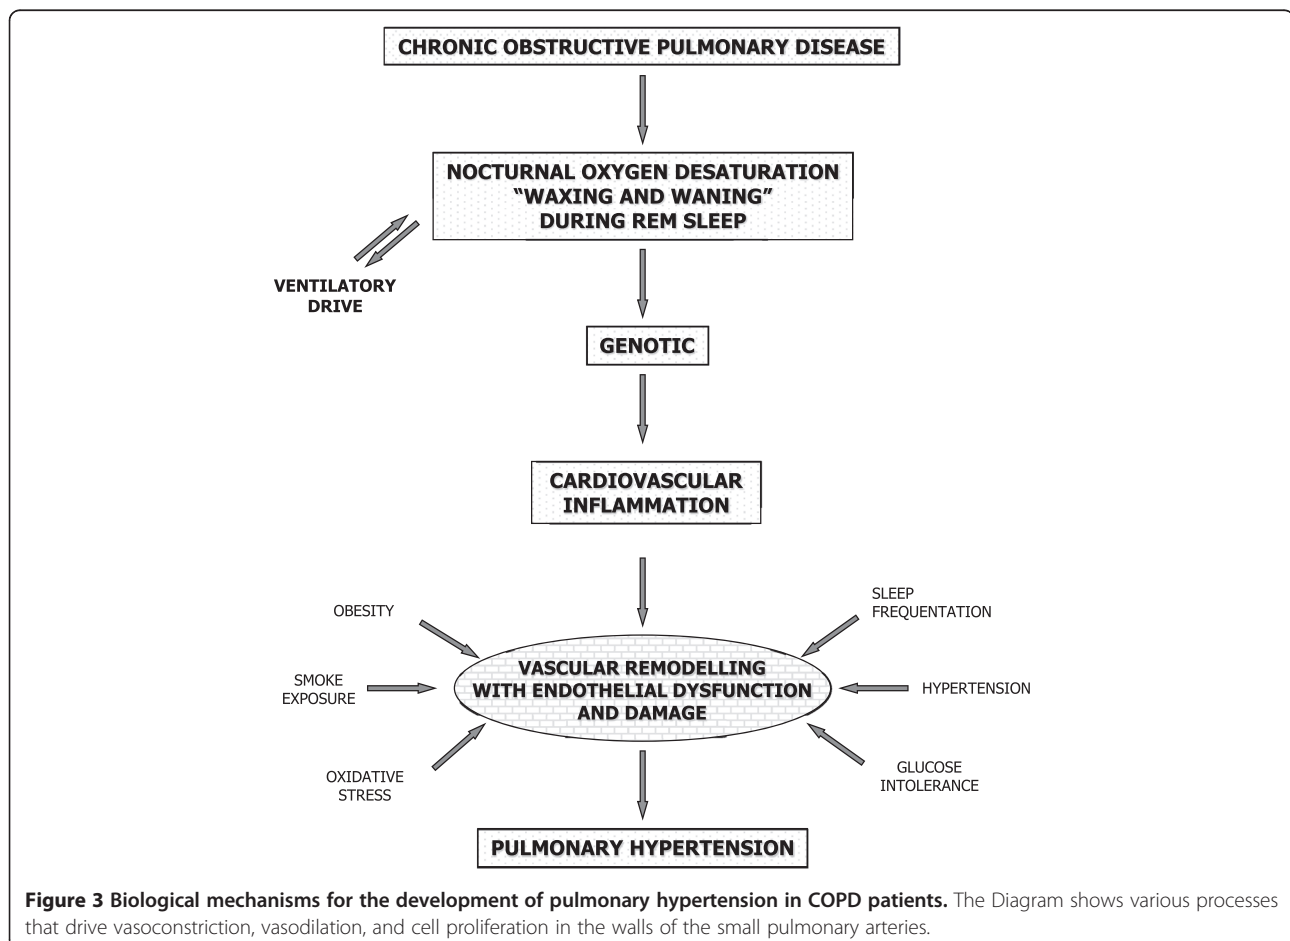 CHRONIC OBSTRUCTIVE PULMONARY DISEASE
NOCTURNAL OXYGEN DESATURATION
“WAXING AND WANING”
DURING REM SLEEP
VENTILATORY
DRIVE
GENOTIC
CARDIOVASCULAR
INFLAMMATION
OBESITY
SMOKE
EXPOSURE
OXIDATIVE
STRESS
VASCULAR REMODELLING
WITH ENDOTHELIAL DYSFUNCTION
AND DAMAGE
SLEEP
FREQUENTATION
HYPERTENSION
GLUCOSE
INTOLERANCE
PULMONARY HYPERTENSION
Figure 3 Biological mechanisms for the development of pulmonary hypertension in COPD patients. The Diagram shows various processes
that drive vasoconstriction, vasodilation, and cell proliferation in the walls of the small pulmonary arteries.